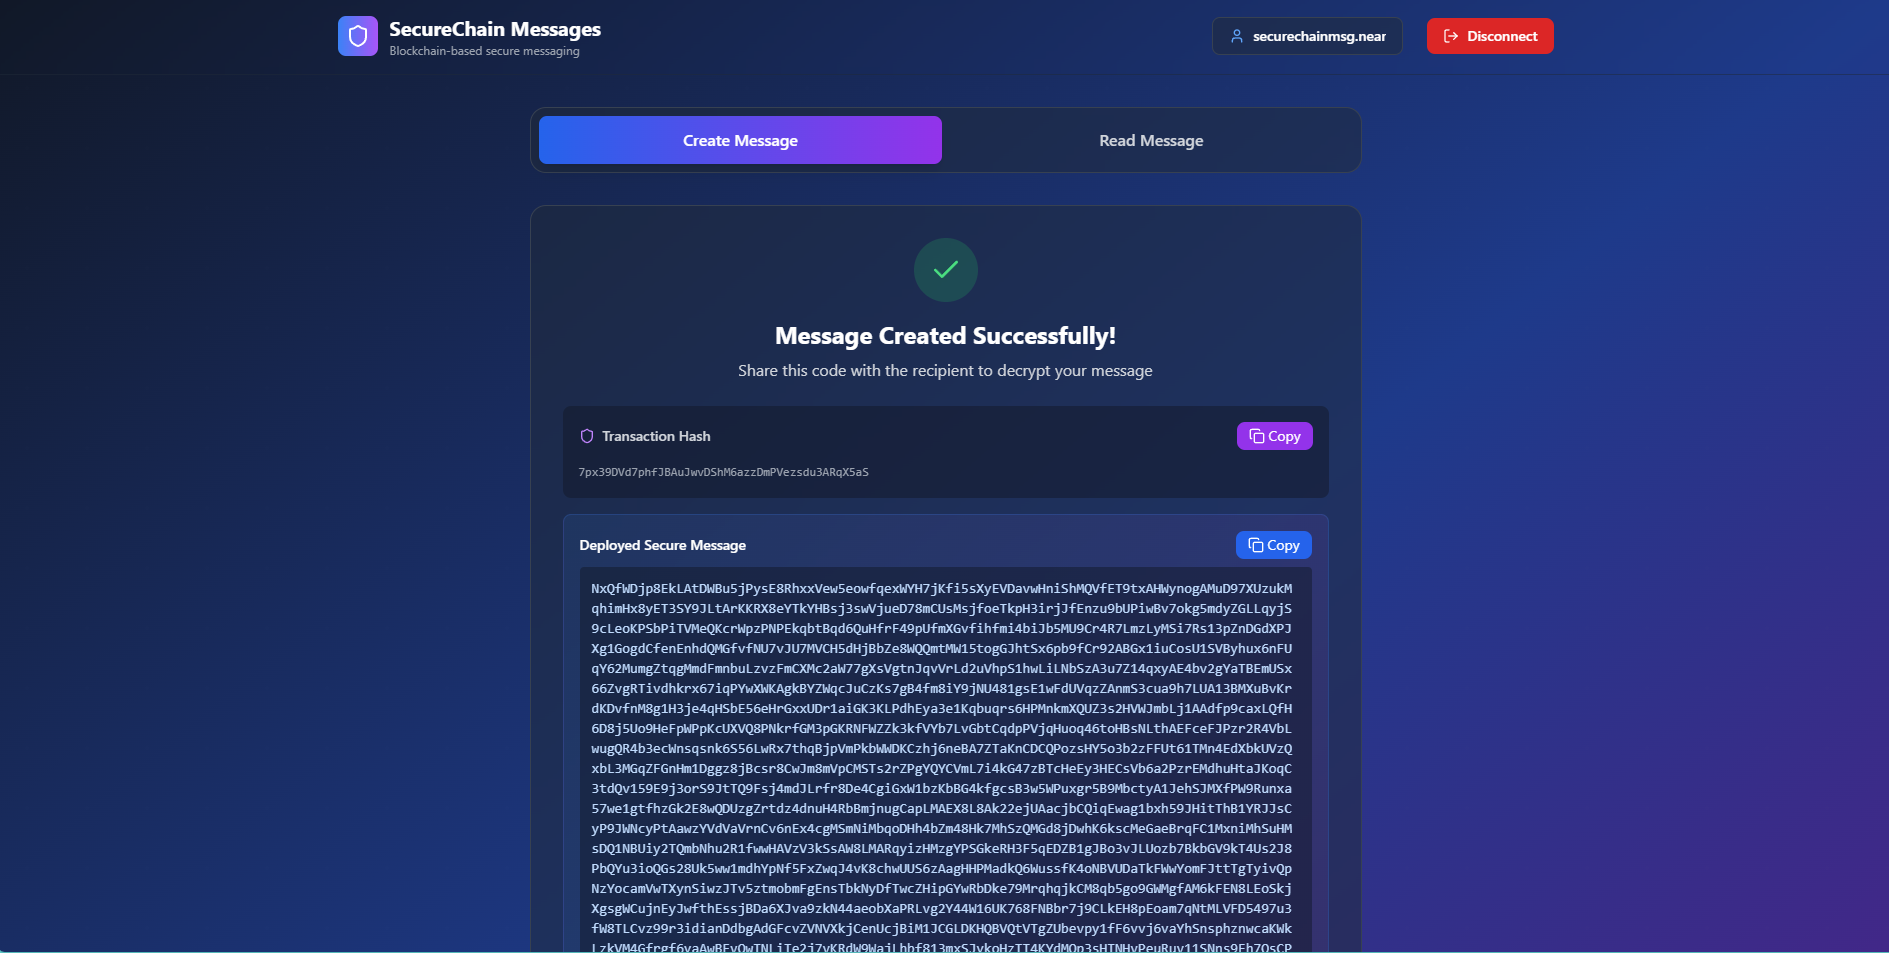 SecureChain Messages
Blockchain-based secure messaging
securechainmsg.near
Disconnect
Create Message
Read Message
Message Created Successfully!
Share this code with the recipient to decrypt your message
Transaction Hash
Copy
7px39DVd7phfJBAuJwvDShM6azzDmPVezsdu3ARqX5aS
Deployed Secure Message
Copy
NxQfWDjp8EkLAtDWBu5jPysE8RhxxVew5eowfqexWYH7jKfi5sXyEVDavwHniShMQVfET9txAHWynogAMuD97XUzukM
qhimHx8yET3SY9JLtArKKRX8eYTkYHBsj3swVjueD78mCUsMsjfoeTkpH3irjJfEnzu9bUPiwBv7okg5mdyZGLLqyjS
9cLeoKPSbPiTVMeQKcrWpzPNPEkqbtBqd6QuHfrF49pUfmXGvfihfmi4biJb5MU9Cr4R7LmzLyMSi7Rs13pZnDGdXPJ
Xg1GogdCfenEnhdQMGfvfNU7vJU7MVCH5dHjBbZe8WQQmtMW15togGJhtSx6pb9fCr92ABGx1iuCosU1SVByhux6nFU
qY62MumgZtqgMmdFmnbuLzvzFmCXMc2aW77gXsVgtnJqvVrLd2uVhpS1hwLiLNbSzA3u7Z14qxyAE4bv2gYaTBEmUSx
66ZvgRTivdhkrx67iqPYwXWKAgkBYZWqcJuCzKs7gB4fm8iY9jNU481gsE1wFdUVqzZAnmS3cua9h7LUA13BMXuBvKr
dKDvfnM8g1H3je4qHSbE56eHrGxxUDr1aiGK3KLPdhEya3e1Kqbuqrs6HPMnkmXQUZ3s2HVWJmbLj1AAdfp9caxLQfH
6D8j5Uo9HeFpWPpKcUXVQ8PNkrfGM3pGKRNFWZZk3kfVYb7LvGbtCqdpPVjqHuoq46toHBsNLthAEFceFJPzr2R4VbL
wugQR4b3ecWnsqsnk6S56LwRx7thqBjpVmPkbWWDKCzhj6neBA7ZTaKnCDCQPozsHY5o3b2zFFUt61TMn4EdXbkUVzQ
xbL3MGqZFGnHm1Dggz8jBcsr8CwJm8mVpCMSTs2rZPgYQYCVmL7i4kG47zBTcHeEy3HECsVb6a2PzrEMdhuHtaJKoqC
3tdQv159E9j3orS9JtTQ9Fsj4mdJLrfr8De4CgiGxW1bzKbBG4kfgcsB3w5WPuxgr5B9MbctyA1JehSJMXfPW9Runxa
57we1gtfhzGk2E8wQDUzgZrtdz4dnuH4RbBmjnugCapLMAEX8L8Ak22ejUAacjbCQiqEwag1bxh59JHitThB1YRJJsC
yP9JWNcyPtAawzYVdVaVrnCv6nEx4cgMSmNiMbqoDHh4bZm48Hk7MhSzQMGd8jDwhK6kscMeGaeBrqFC1MxniMhSuHM
sDQ1NBUiy2TQmbNhu2R1fwwHAVzV3kSsAW8LMARqyizHMzgYPSGkeRH3F5qEDZB1gJBo3vJLUozb7BkbGV9kT4Us2J8
PbQYu3ioQGs28Uk5ww1mdhYpNf5FxZwqJ4vK8chwUUS6zAagHHPMadkQ6WussfK4oNBVUDaTkFWwYomFJttTgTyivQp
NzYocamVwTXynSiwzJTv5ztmobmFgEnsTbkNyDfTwcZHipGYwRbDke79MrqhqjkCM8qb5go9GWMgfAM6kFEN8LEoSkj
XgsgWCujnEyJwfthEssjBDa6XJva9zkN44aeobXaPRLvg2Y44W16UK768FNBbr7j9CLkEH8pEoam7qNtMLVFD5497u3
fW8TLCvz99r3idianDdbgAdGFcvZVNVXkjCenUcjBiM1JCGLDKHQBVQtVTgZUbevpy1fF6vvj6vaYhSnsphznwcaKWk